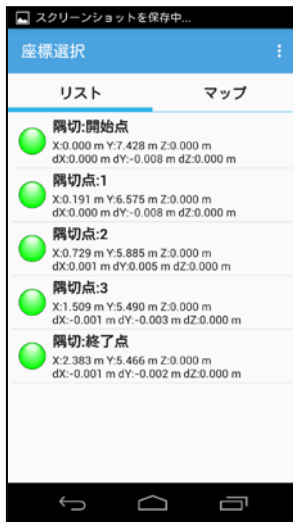 スクリーンショットを保存中...
座標選択
リスト
マップ
隅切:開始点
X:0.000 m Y:7.428 m Z:0.000 m
dX:0.000 m dY:-0.008 m dZ:0.000 m
隅切点:1
X:0.191 m Y:6.575 m Z:0.000 m
dX:0.000 m dY:-0.008 m dZ:0.000 m
隅切点:2
X:0.729 m Y:5.885 m Z:0.000 m
dX:0.001 m dY:0.005 m dZ:0.000 m
隅切点:3
X:1.509 m Y:5.490 m Z:0.000 m
dX:-0.001 m dY:-0.003 m dZ:0.000 m
隅切:終了点
X:2.383 m Y:5.466 m Z:0.000 m
dX:-0.001 m dY:-0.002 m dZ:0.000 m